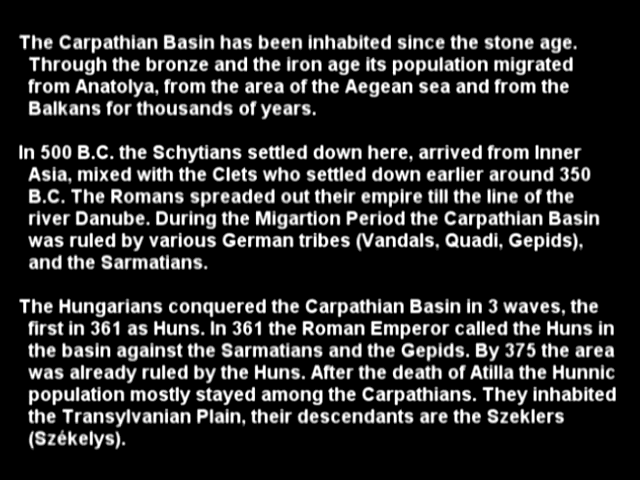 The Carpathian Basin has been inhabited since the stone age.
Through the bronze and the iron age its population migrated
from Anatolya, from the area of the Aegean sea and from the
Balkans for thousands of years.
In 500 B.C. the Schytians settled down here, arrived from Inner
Asia, mixed with the Clets who settled down earlier around 350
B.C. The Romans spreaded out their empire till the line of the
river Danube. During the Migartion Period the Carpathian Basin
was ruled by various German tribes (Vandals, Quadi, Gepids),
and the Sarmatians.
The Hungarians conquered the Carpathian Basin in 3 waves, the
first in 361 as Huns. In 361 the Roman Emperor called the Huns in
the basin against the Sarmatians and the Gepids. By 375 the area
was already ruled by the Huns. After the death of Atilla the Hunnic
population mostly stayed among the Carpathians. They inhabited
the Transylvanian Plain, their descendants are the Szeklers
(Székelys).